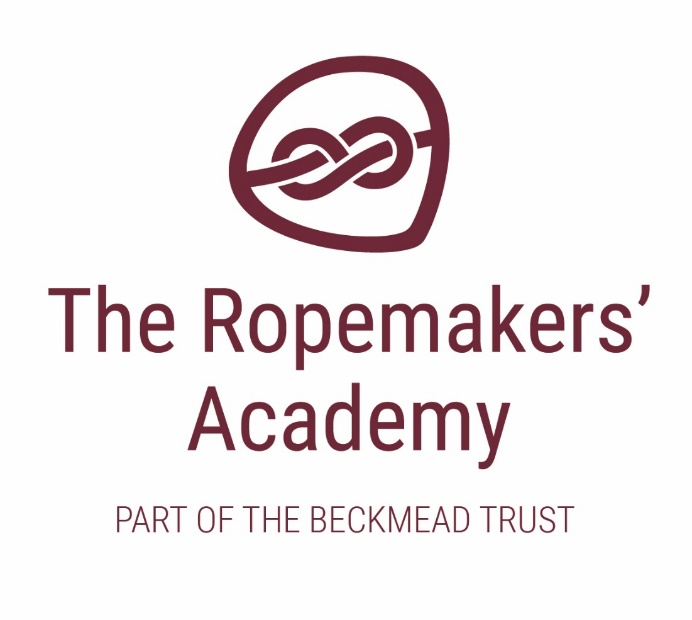 The Ropemakers’
Academy
PART OF THE BECKMEAD TRUST